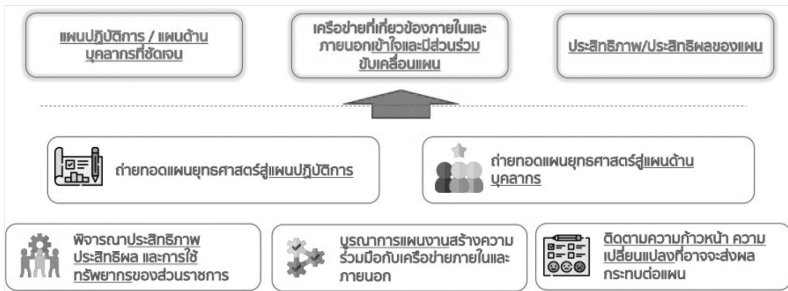 แผนปฏิบัติการ / แผนด้าน
บุคลากรที่ชัดเจน
เครือข่ายที่เกี่ยวข้องภายในและ
ภายนอกเข้าใจและมีส่วนร่วม
ขับเคลื่อนแผน
ประสิทธิภาพ/ประสิทธิผลของแผน
ถ่ายทอดแผนยุทธศาสตร์สู่แผนปฏิบัติการ
ถ่ายทอดแผนยุทธศาสตร์สู่แผนด้าน
บุคลากร
พิจารณาประสิทธิภาพ
ประสิทธิผล และการใช้
ทรัพยากรของส่วนราชการ
บูรณาการแผนงานสร้างความ
ร่วมมือกับเครือข่ายภายในและ
ภายนอก
ติดตามความก้าวหน้า ความ
เปลี่ยนแปลงที่อาจจะส่งผล
กระทบต่อแผน